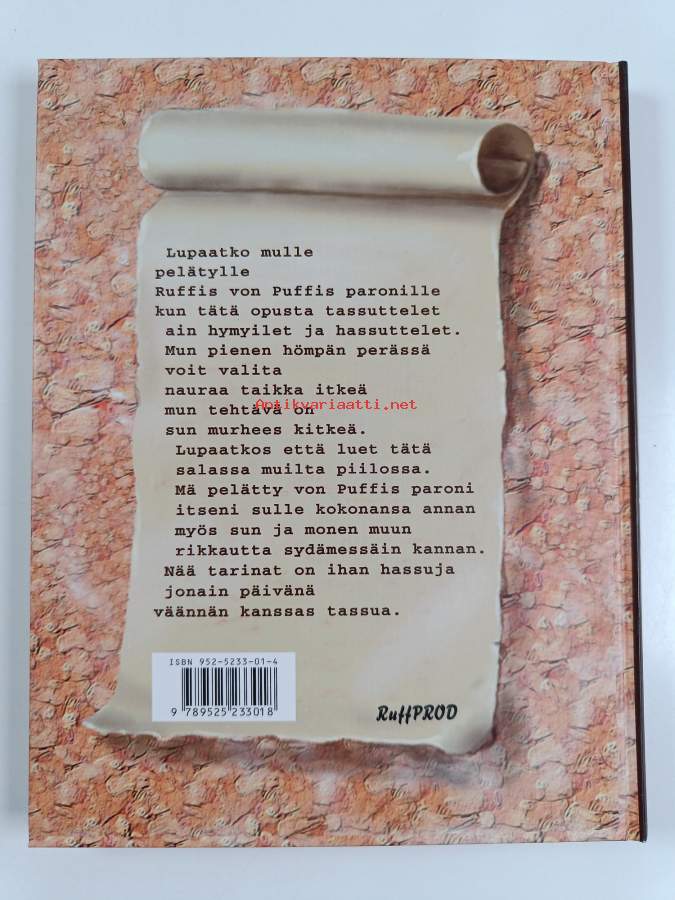 Lupaatko mulle
pelätylle
Ruffis von Puffis paronille
kun tätä opusta tassuttelet
ain hymyilet ja hassuttelet.
Mun pienen hömpän perässä
voit valita
nauraa taikka itkeä
Antikvariaatti.net
mun tehtävä on
sun murhees kitkeä.
Lupaatkos että luet tätä
salassa muilta piilossa.
Mä pelätty von Puffis paroni
itseni sulle kokonansa annan
myös sun ja monen muun
rikkautta sydämessäin kannan.
Nää tarinat on ihan hassuja
jonain päivänä
väännän kanssas tassua.
ISBN 952-5233-01-4
9 789525 233018
RuffPROD